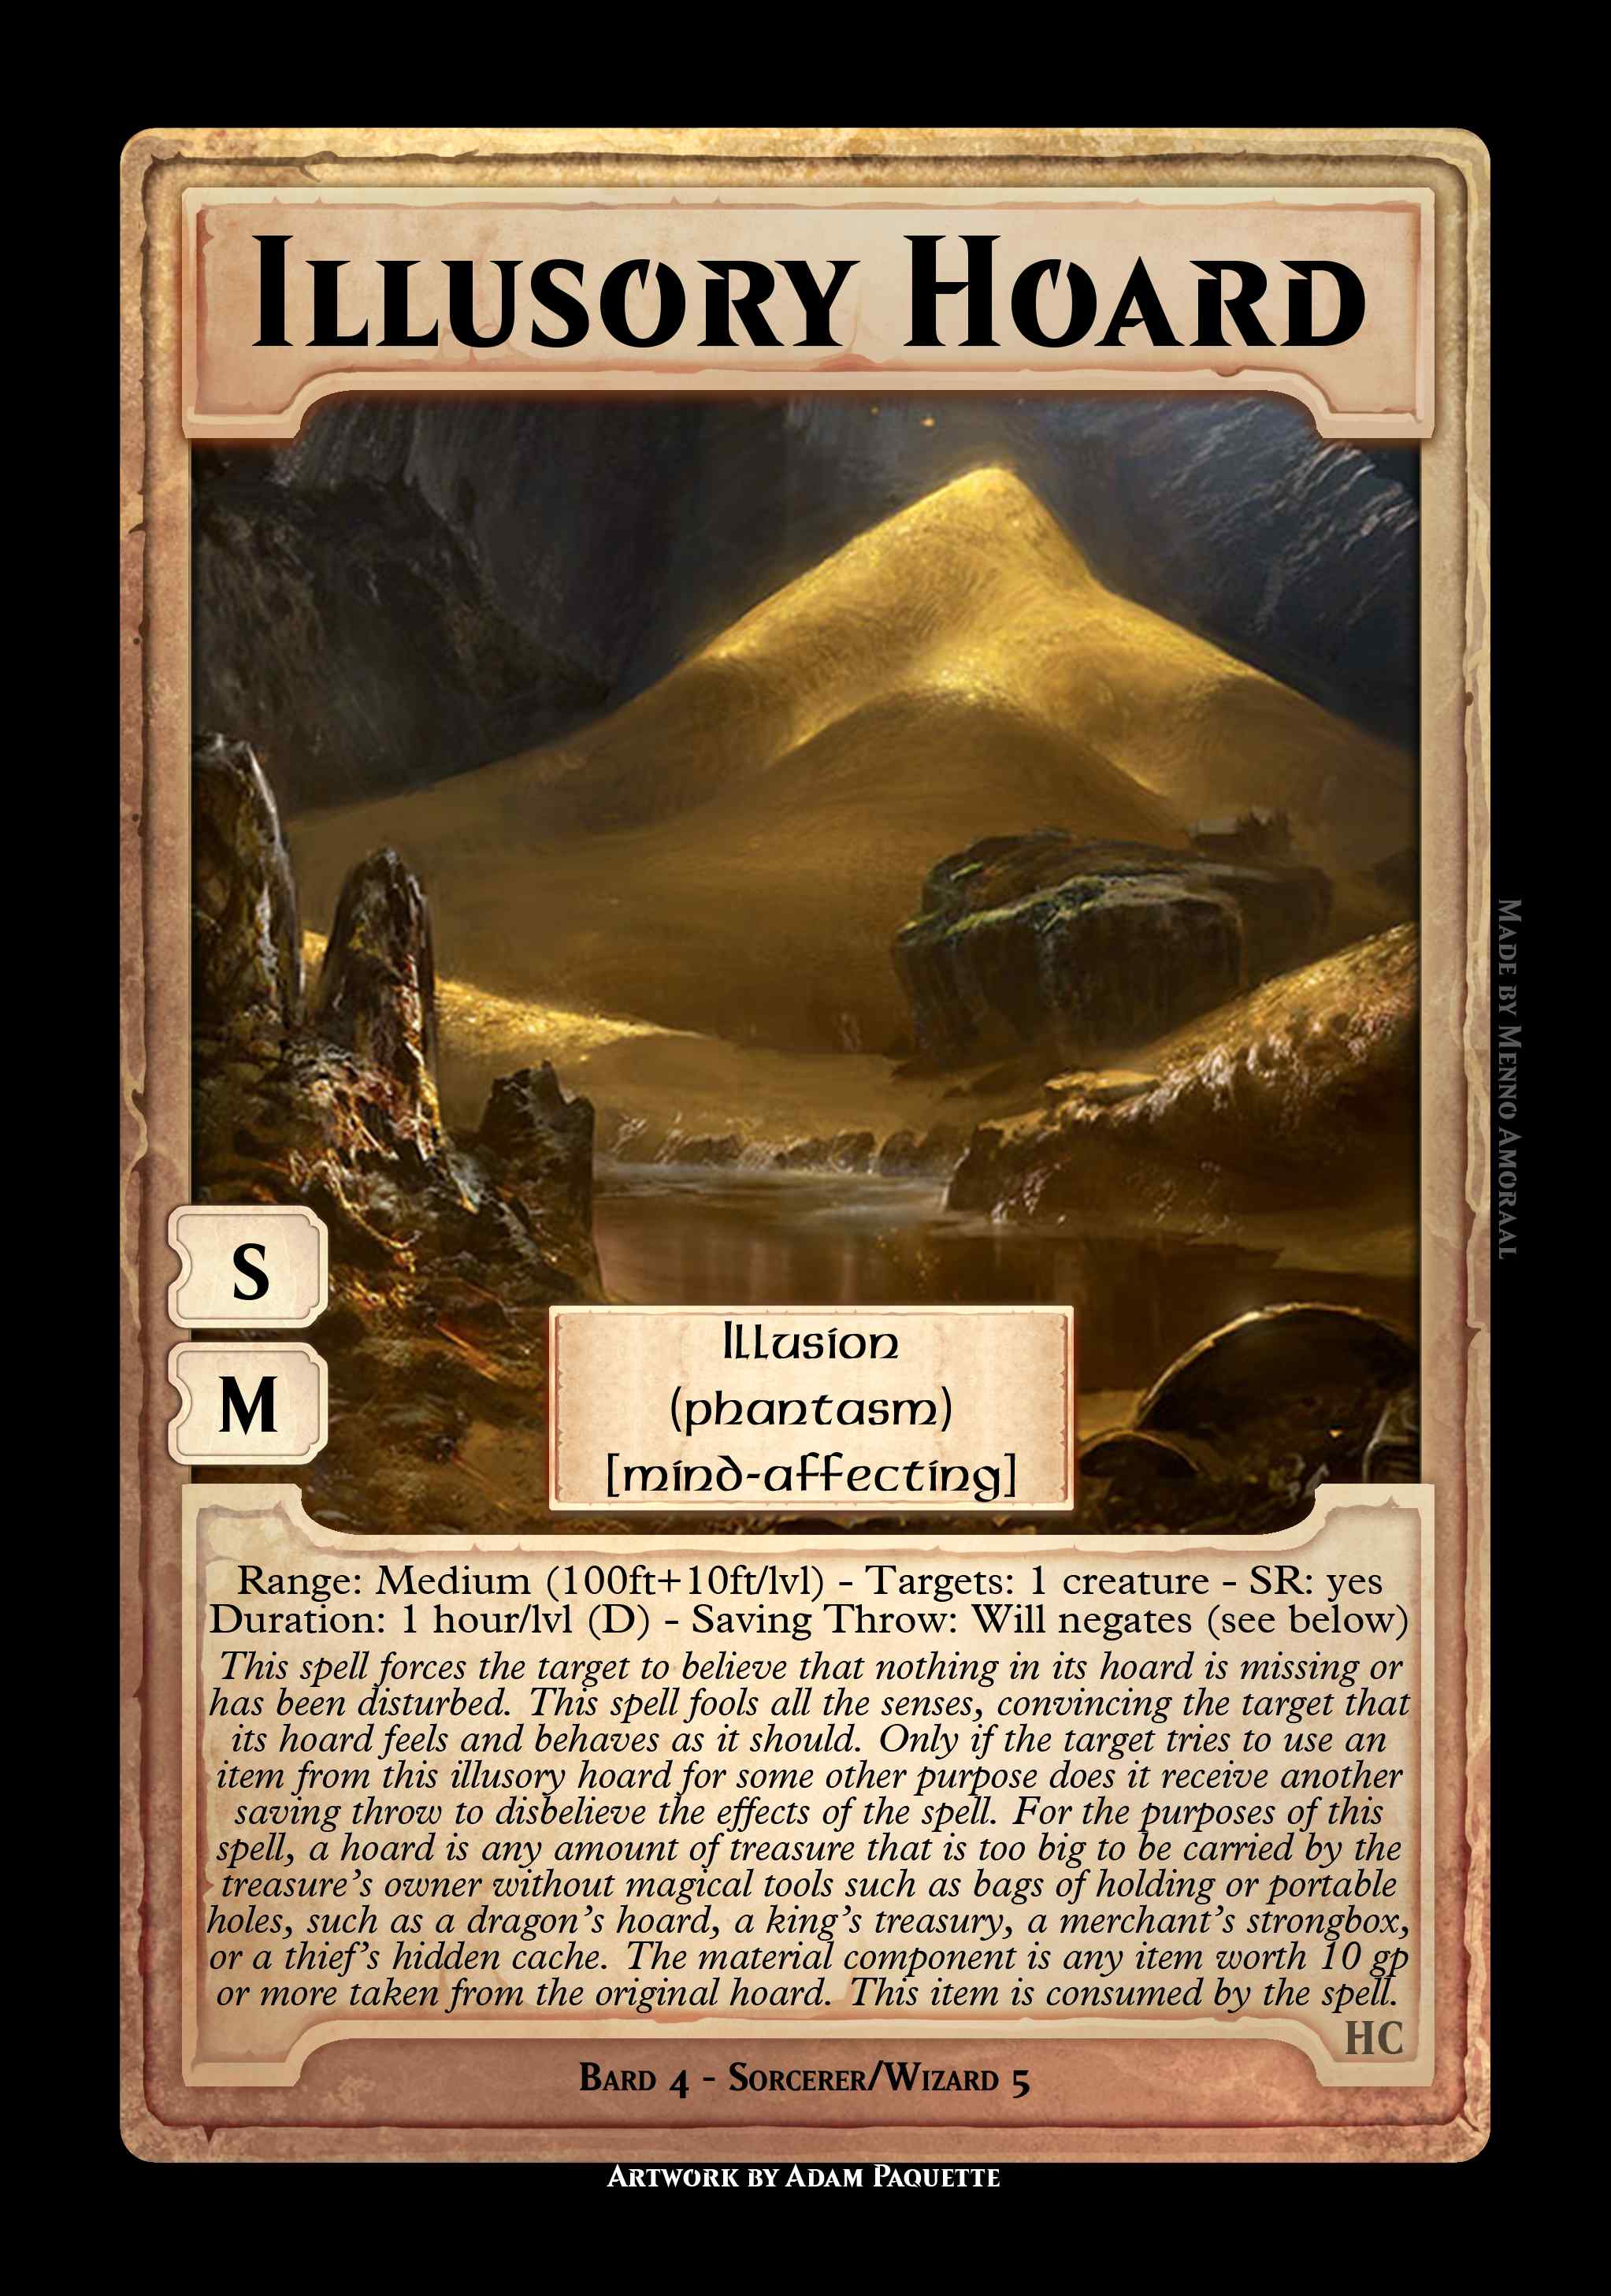 Illusory Hoard
S
M
Illusion
(phantasm)
[mind-affecting]
Range: Medium (100ft+10ft/lvl) - Targets: 1 creature - SR: yes
Duration: 1 hour/lvl (D) - Saving Throw: Will negates (see below)
This spell forces the target to believe that nothing in its hoard is missing or
has been disturbed. This spell fools all the senses, convincing the target that
its hoard feels and behaves as it should. Only if the target tries to use an
item from this illusory hoard for some other purpose does it receive another
saving throw to disbelieve the effects of the spell. For the purposes of this
spell, a hoard is any amount of treasure that is too big to be carried by the
treasure's owner without magical tools such as bags of holding or portable
holes, such as a dragon's hoard, a king's treasury, a merchant's strongbox,
or a thief's hidden cache. The material component is any item worth 10 gp
or more taken from the original hoard. This item is consumed by the spell.
HC
Bard 4 - Sorcerer/Wizard 5
Artwork by Adam Paquette
Made by Menno Amoraal